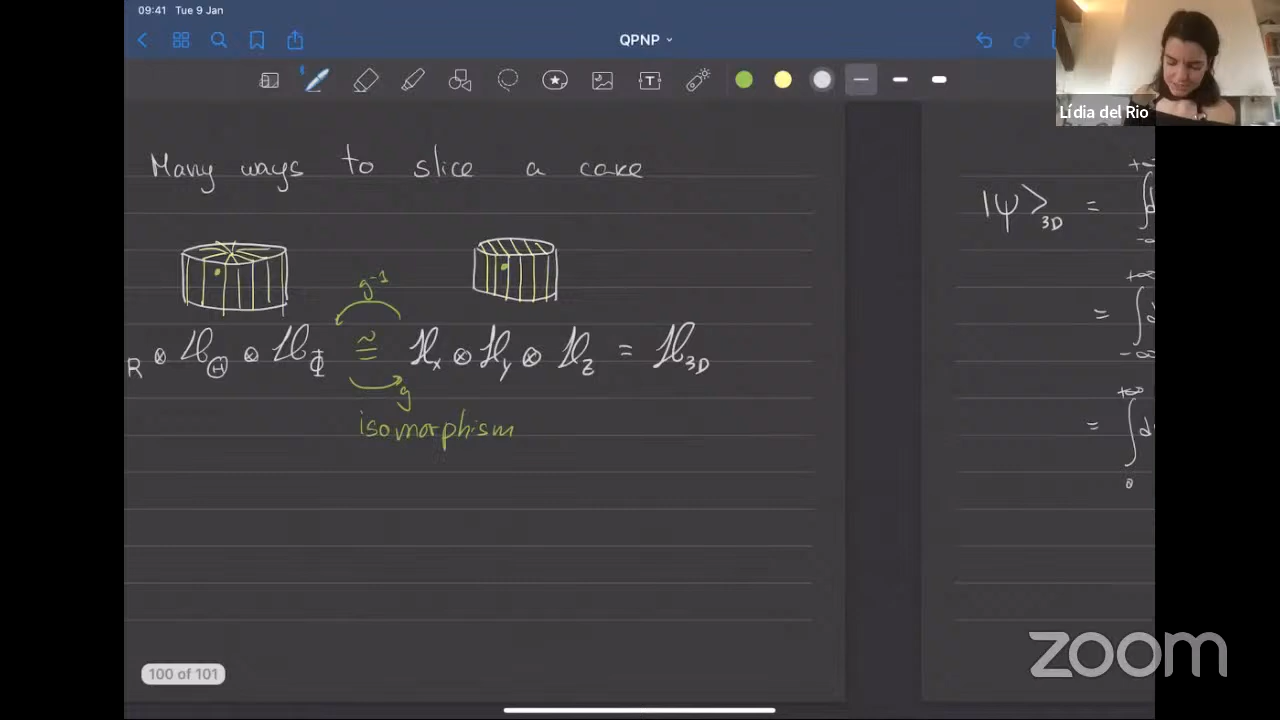 09:41 Tue 9 Jan
QPNP
Lídia del Rio
Many ways to slice a cake
g⁻¹
R ⊗ ℋ_Θ ⊗ ℋ_Φ ≅ ℋ_x ⊗ ℋ_y ⊗ ℋ_z = ℋ_3D
g
isomorphism
|ψ⟩_3D = ∫
+∞
-∞
= ∫
+∞
-∞
= ∫ d
+∞
0
100 of 101
zoom